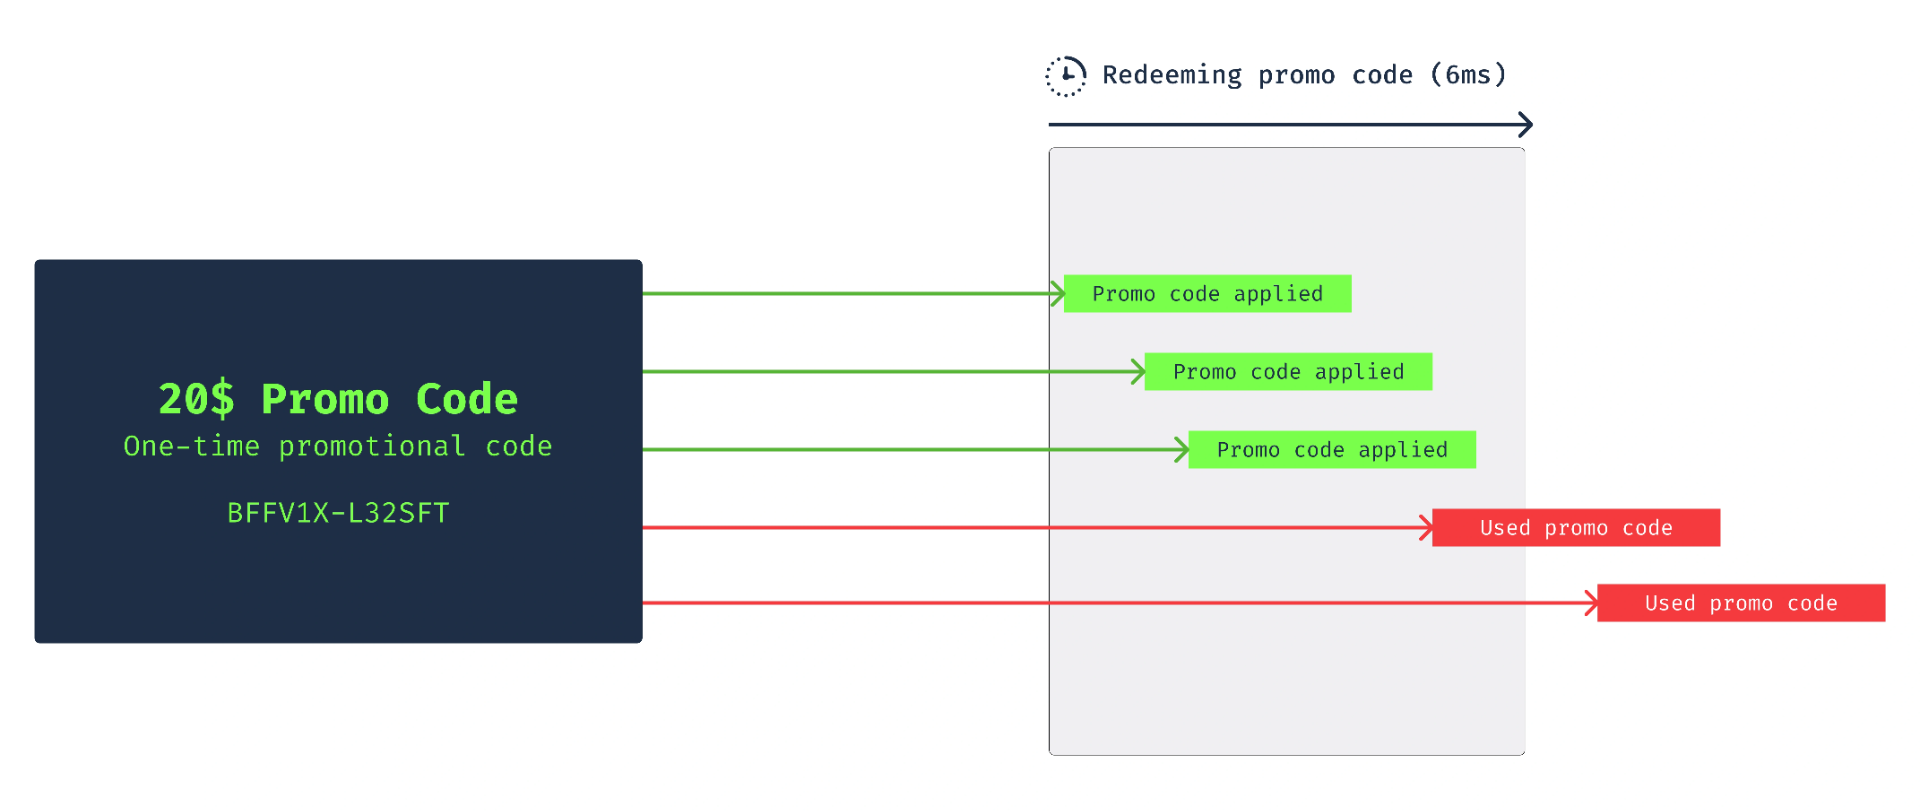 Redeeming promo code (6ms)
20$ Promo Code
One-time promotional code
BFFV1X-L32SFT
Promo code applied
Promo code applied
Promo code applied
Used promo code
Used promo code